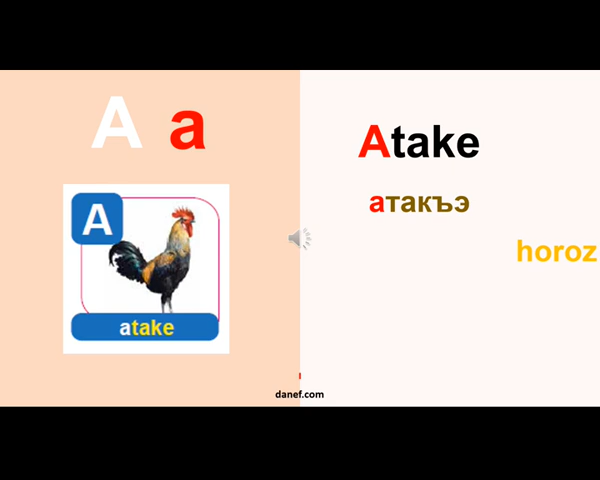 A a
A
atake
Atake
атакъэ
horoz
danef.com